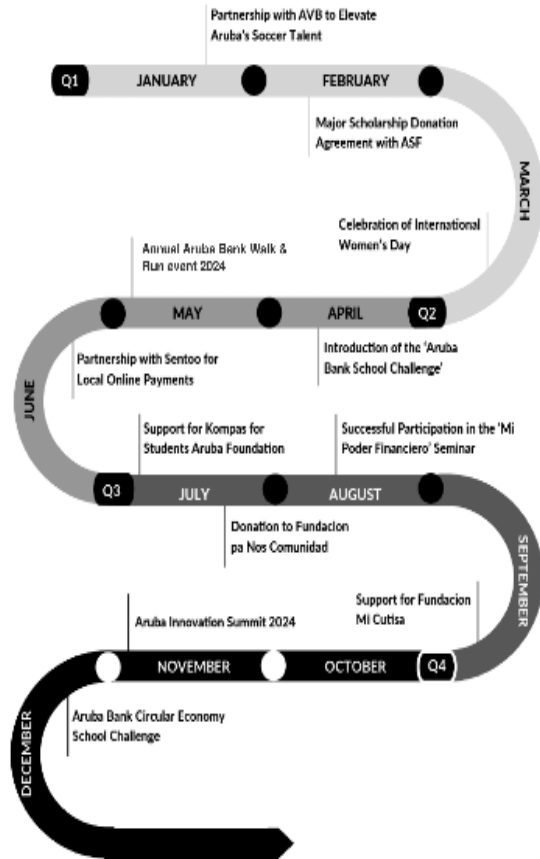 Partnership with AVB to Elevate
Aruba's Soccer Talent
Q1
JANUARY
FEBRUARY
Major Scholarship Donation
Agreement with ASF
MARCH
Celebration of International
Women's Day
Annual Aruba Bank Walk &
Run event 2024
MAY
APRIL
Q2
Partnership with Sentoo for
Local Online Payments
Introduction of the 'Aruba
Bank School Challenge'
JUNE
Support for Kompas for
Students Aruba Foundation
Successful Participation in the 'Mi
Poder Financiero' Seminar
Q3
JULY
AUGUST
Donation to Fundacion
pa Nos Comunidad
SEPTEMBER
Support for Fundacion
Mi Cutisa
Aruba Innovation Summit 2024
NOVEMBER
OCTOBER
Q4
Aruba Bank Circular Economy
School Challenge
DECEMBER